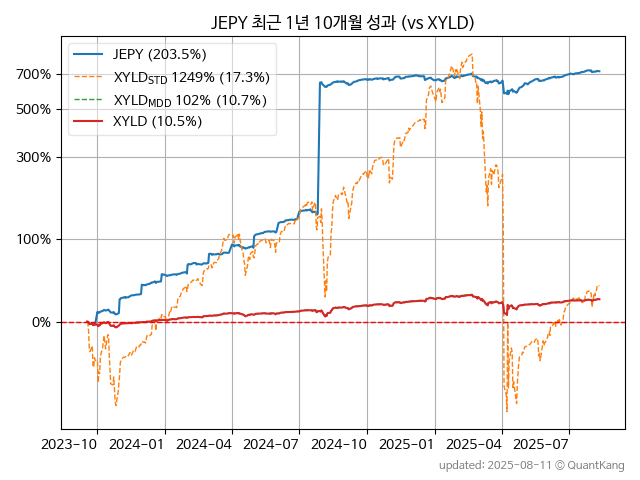 JEPY 최근 1년 10개월 성과 (vs XYLD)
JEPY (203.5%)
XYLD_STD 1249% (17.3%)
XYLD_MDD 102% (10.7%)
XYLD (10.5%)
700%
500%
300%
100%
0%
2023-10 2024-01 2024-04 2024-07 2024-10 2025-01 2025-04 2025-07
updated: 2025-08-11 © QuantKang